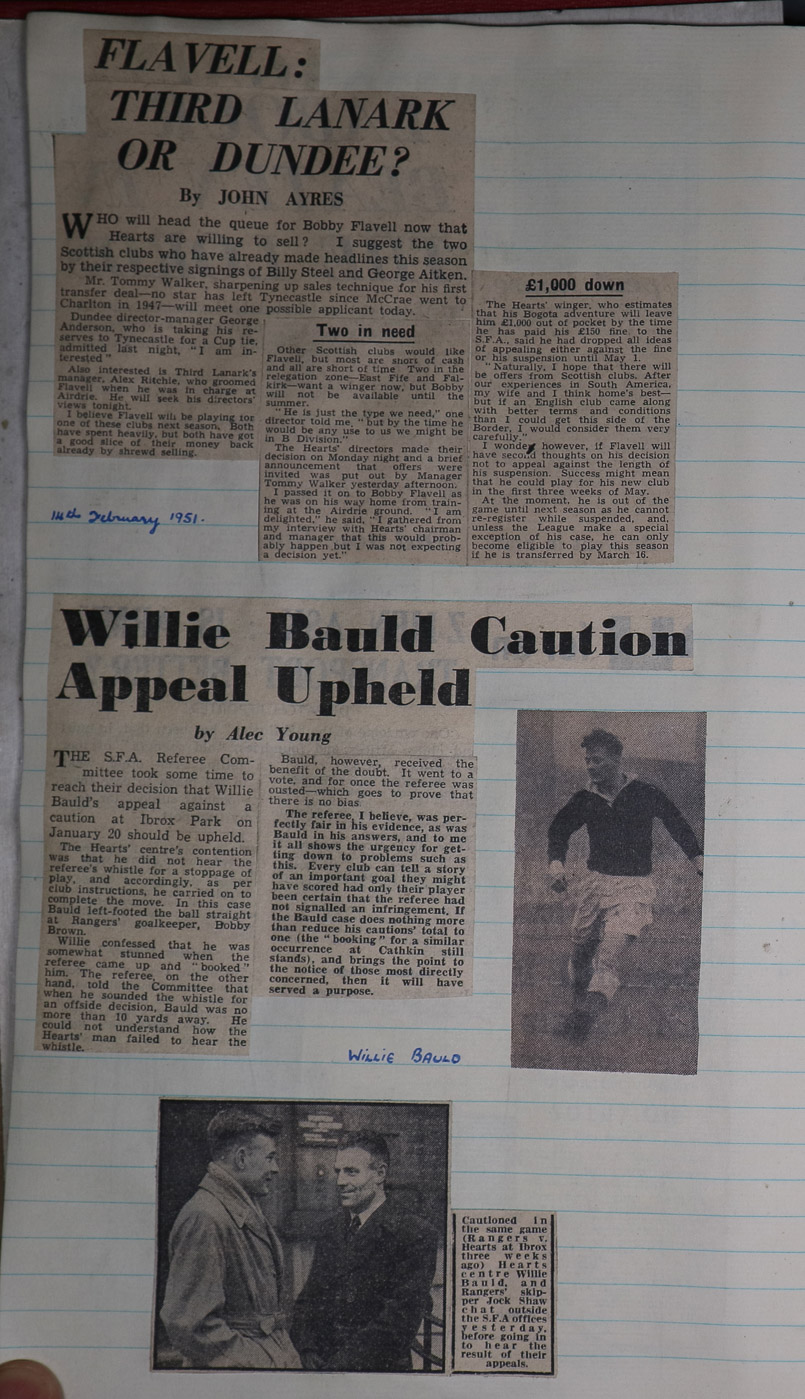 FLAVELL:
THIRD LANARK
OR DUNDEE?
By JOHN AYRES
WHO will head the queue for Bobby Flavell now that
Hearts are willing to sell? I suggest the two
Scottish clubs who have already made headlines this season
by their respective signings of Billy Steel and George Aitken.
Mr. Tommy Walker, sharpening up sales technique for his first
transfer deal—no star has left Tynecastle since McCrae went to
Charlton in 1947—will meet one possible applicant today.
Dundee director-manager George
Anderson, who is taking his re-
serves to Tynecastle for a Cup tie,
admitted last night, "I am in-
terested"
Also interested is Third Lanark's
manager, Alex Ritchie, who groomed
Flavell when he was in charge at
Airdrie. He will seek his directors'
views tonight.
I believe Flavell will be playing for
one of these clubs next season. Both
have spent heavily, but both have got
a good slice of their money back
already by shrewd selling.
Two in need
Other Scottish clubs would like
Flavell, but most are short of cash
and all are short of time. Two in the
relegation zone—East Fife and Fal-
kirk—want a winger now, but Bobby
will not be available until the
summer.
"He is just the type we need," one
director told me, "but by the time he
would be any use to us we might be
in B Division."
The Hearts' directors made their
decision on Monday night and a brief
announcement that offers were
invited was put out by Manager
Tommy Walker yesterday afternoon.
I passed it on to Bobby Flavell as
he was on his way home from train-
ing at the Airdrie ground. "I am
delighted," he said, "I gathered from
my interview with Hearts' chairman
and manager that this would prob-
ably happen but I was not expecting
a decision yet."
£1,000 down
The Hearts' winger, who estimates
that his Bogota adventure will leave
him £1,000 out of pocket by the time
he has paid his £150 fine to the
S.F.A., said he had dropped all ideas
of appealing either against the fine
or his suspension until May 1.
"Naturally, I hope that there will
be offers from Scottish clubs. After
our experiences in South America,
my wife and I think home's best—
but if an English club came along
with better terms and conditions
than I could get this side of the
Border, I would consider them very
carefully."
I wonder however, if Flavell will
have second thoughts on his decision
not to appeal against the length of
his suspension. Success might mean
that he could play for his new club
in the first three weeks of May.
At the moment, he is out of the
game until next season as he cannot
re-register while suspended, and,
unless the League make a special
exception of his case, he can only
become eligible to play this season
if he is transferred by March 16.
14th February 1951.
Willie Bauld Caution
Appeal Upheld
by Alec Young
THE S.F.A. Referee Com-
mittee took some time to
reach their decision that Willie
Bauld's appeal against a
caution at Ibrox Park on
January 20 should be upheld.
The Hearts' centre's contention
was that he did not hear the
referee's whistle for a stoppage of
play, and accordingly, as per
club instructions, he carried on to
complete the move. In this case
Bauld left-footed the ball straight
at Rangers' goalkeeper, Bobby
Brown.
Willie confessed that he was
somewhat stunned when the
referee came up and "booked"
him. The referee, on the other
hand, told the Committee that
when he sounded the whistle for
an offside decision, Bauld was no
more than 10 yards away. He
could not understand how the
Hearts' man failed to hear the
whistle.
Bauld, however, received the
benefit of the doubt. It went to a
vote, and for once the referee was
ousted—which goes to prove that
there is no bias
The referee, I believe, was per-
fectly fair in his evidence, as was
Bauld in his answers, and to me
it all shows the urgency for get-
ting down to problems such as
this. Every club can tell a story
of an important goal they might
have scored had only their player
been certain that the referee had
not signalled an infringement. If
the Bauld case does nothing more
than reduce his cautions' total to
one (the "booking" for a similar
occurrence at Cathkin still
stands), and brings the point to
the notice of those most directly
concerned, then it will have
served a purpose.
WILLIE BAULD
Cautioned in
the same game
(Rangers v.
Hearts at Ibrox
three weeks
ago) Hearts
centre Willie
Bauld, and
Rangers' skip-
per Jock Shaw
chat outside
the S.F.A offices
yesterday,
before going in
to hear the
result of their
appeals.